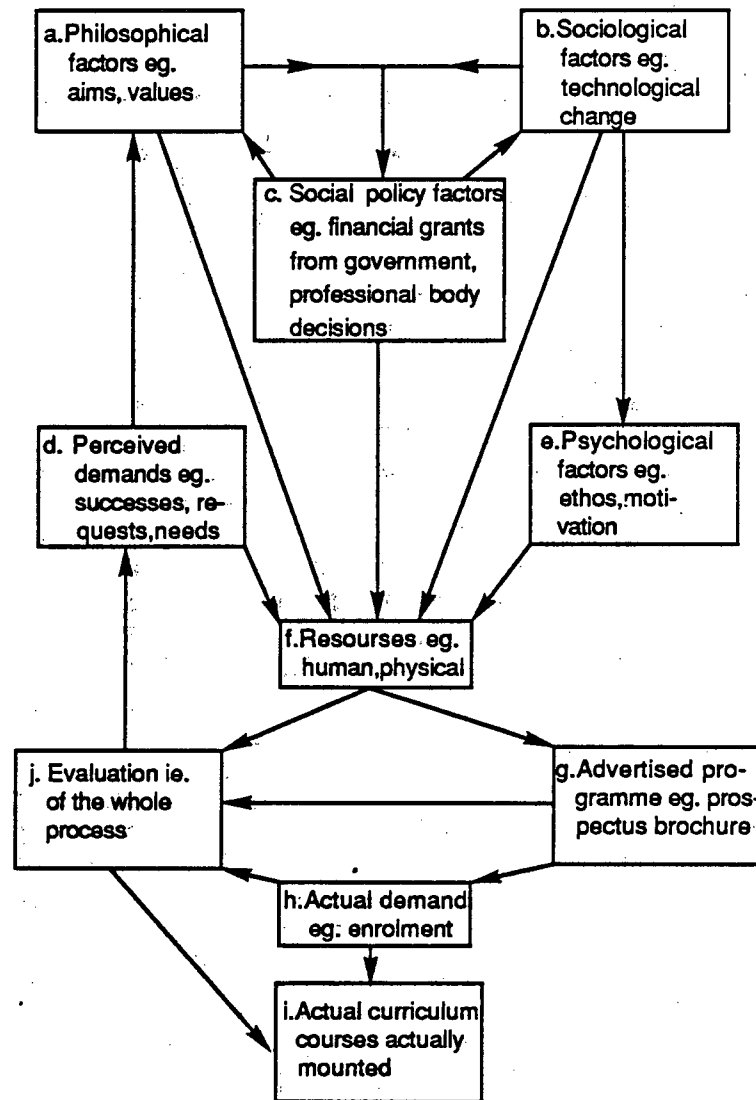 a.Philosophical
factors eg.
aims, values
b. Sociological
factors eg.
technological
change
c. Social policy factors
eg. financial grants
from government,
professional body
decisions
d. Perceived
demands eg.
successes, re-
quests,needs
e.Psychological
factors eg.
ethos,moti-
vation
f.Resourses eg.
human,physical
j. Evaluation ie.
of the whole
process
g.Advertised pro-
gramme eg. pros-
pectus brochure
h.Actual demand
eg. enrolment
i.Actual curriculum
courses actually
mounted